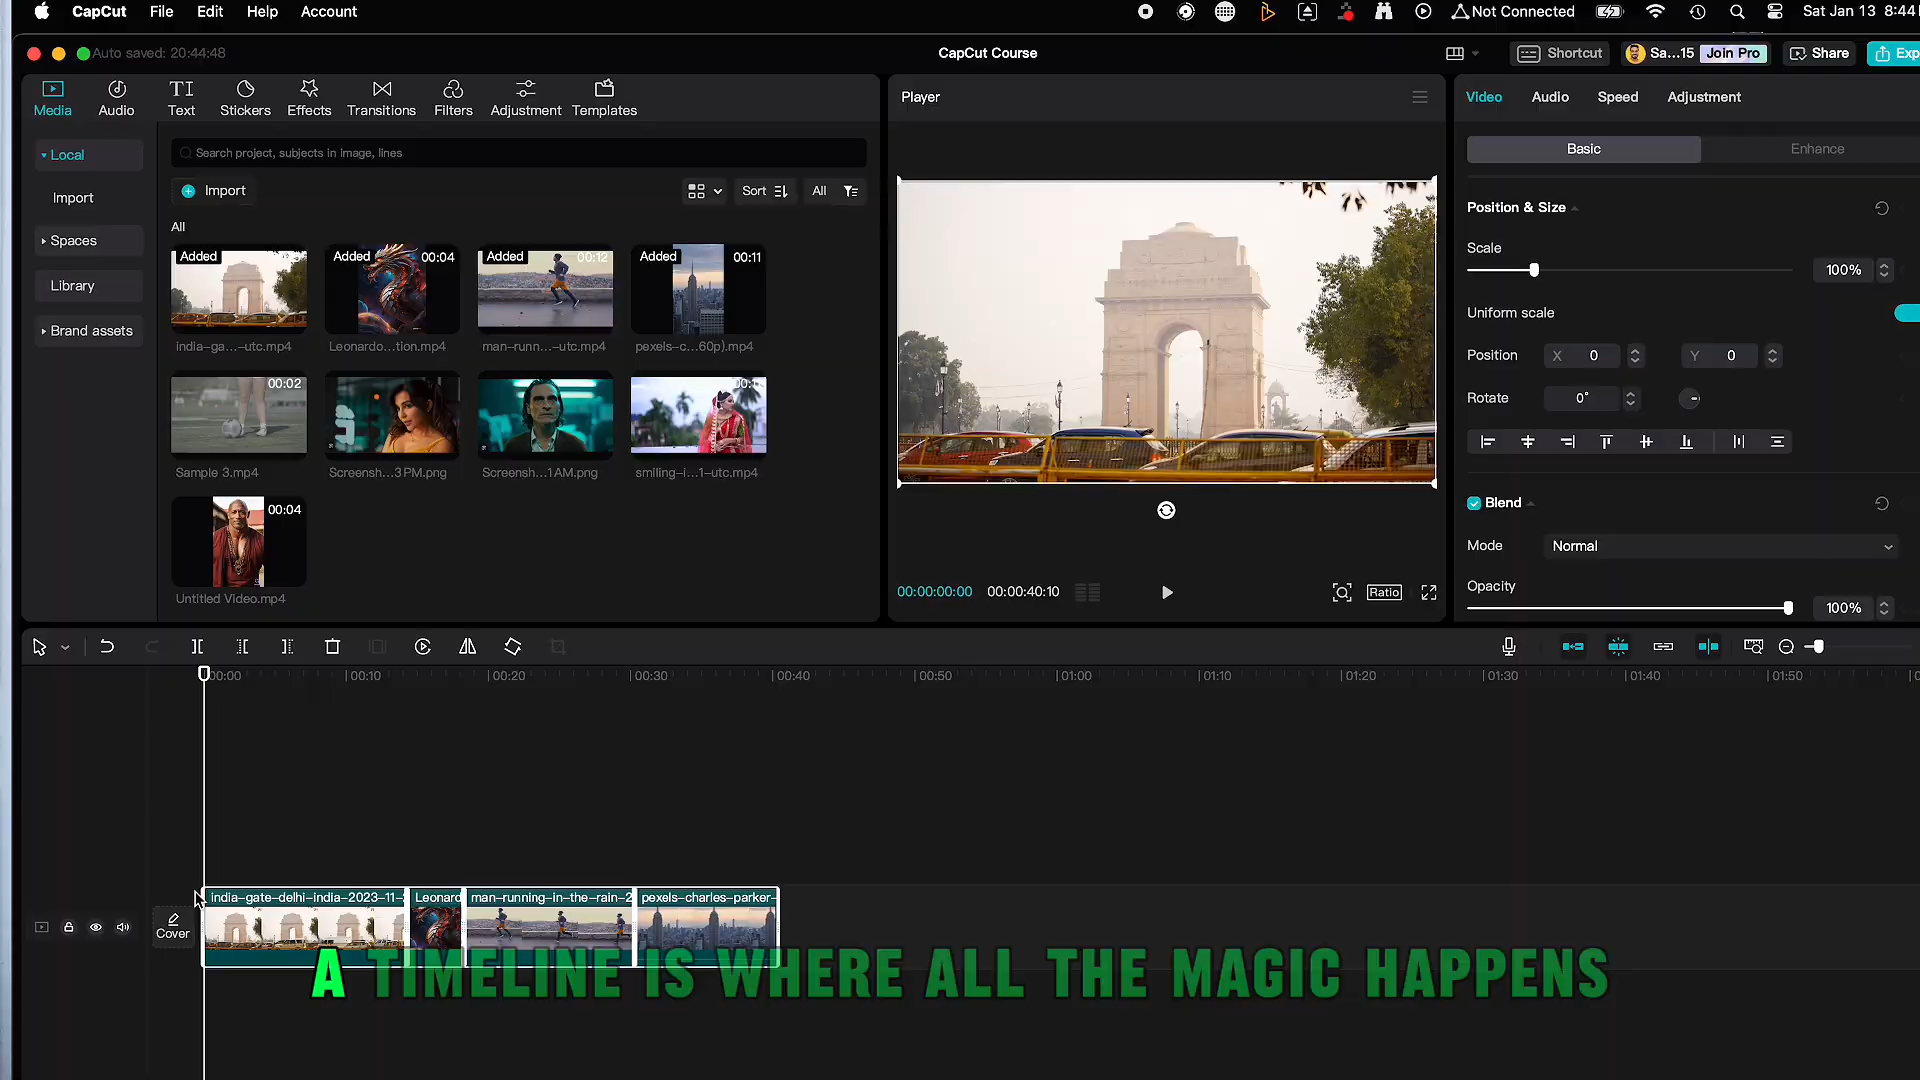 CapCut File Edit Help Account
Not Connected
Sat Jan 13 8:44
Auto saved: 20:44:48
CapCut Course
Shortcut
Sa...15
Join Pro
Share
Exp
Media
Audio
Text
Stickers
Effects
Transitions
Filters
Adjustment
Templates
Local
Import
Spaces
Library
Brand assets
Search project, subjects in image, lines
Import
Sort
All
All
Added
Added 00:04
Added 00:12
Added 00:11
india-ga...-utc.mp4
Leonardo...tion.mp4
man-runn...-utc.mp4
pexels-c...60p).mp4
00:02
Sample 3.mp4
Screensh...3 PM.png
Screensh...1 AM.png
smiling-i...1-utc.mp4
00:04
Untitled Video.mp4
Player
00:00:00:00
00:00:40:10
Ratio
Video
Audio
Speed
Adjustment
Basic
Enhance
Position & Size
Scale
100%
Uniform scale
Position
X 0
Y 0
Rotate
0°
Blend
Mode
Normal
Opacity
100%
00:00
00:10
00:20
00:30
00:40
00:50
01:00
01:10
01:20
01:30
01:40
01:50
Cover
india-gate-delhi-india-2023-11-
Leonard
man-running-in-the-rain-2
pexels-charles-parker-
A TIMELINE IS WHERE ALL THE MAGIC HAPPENS